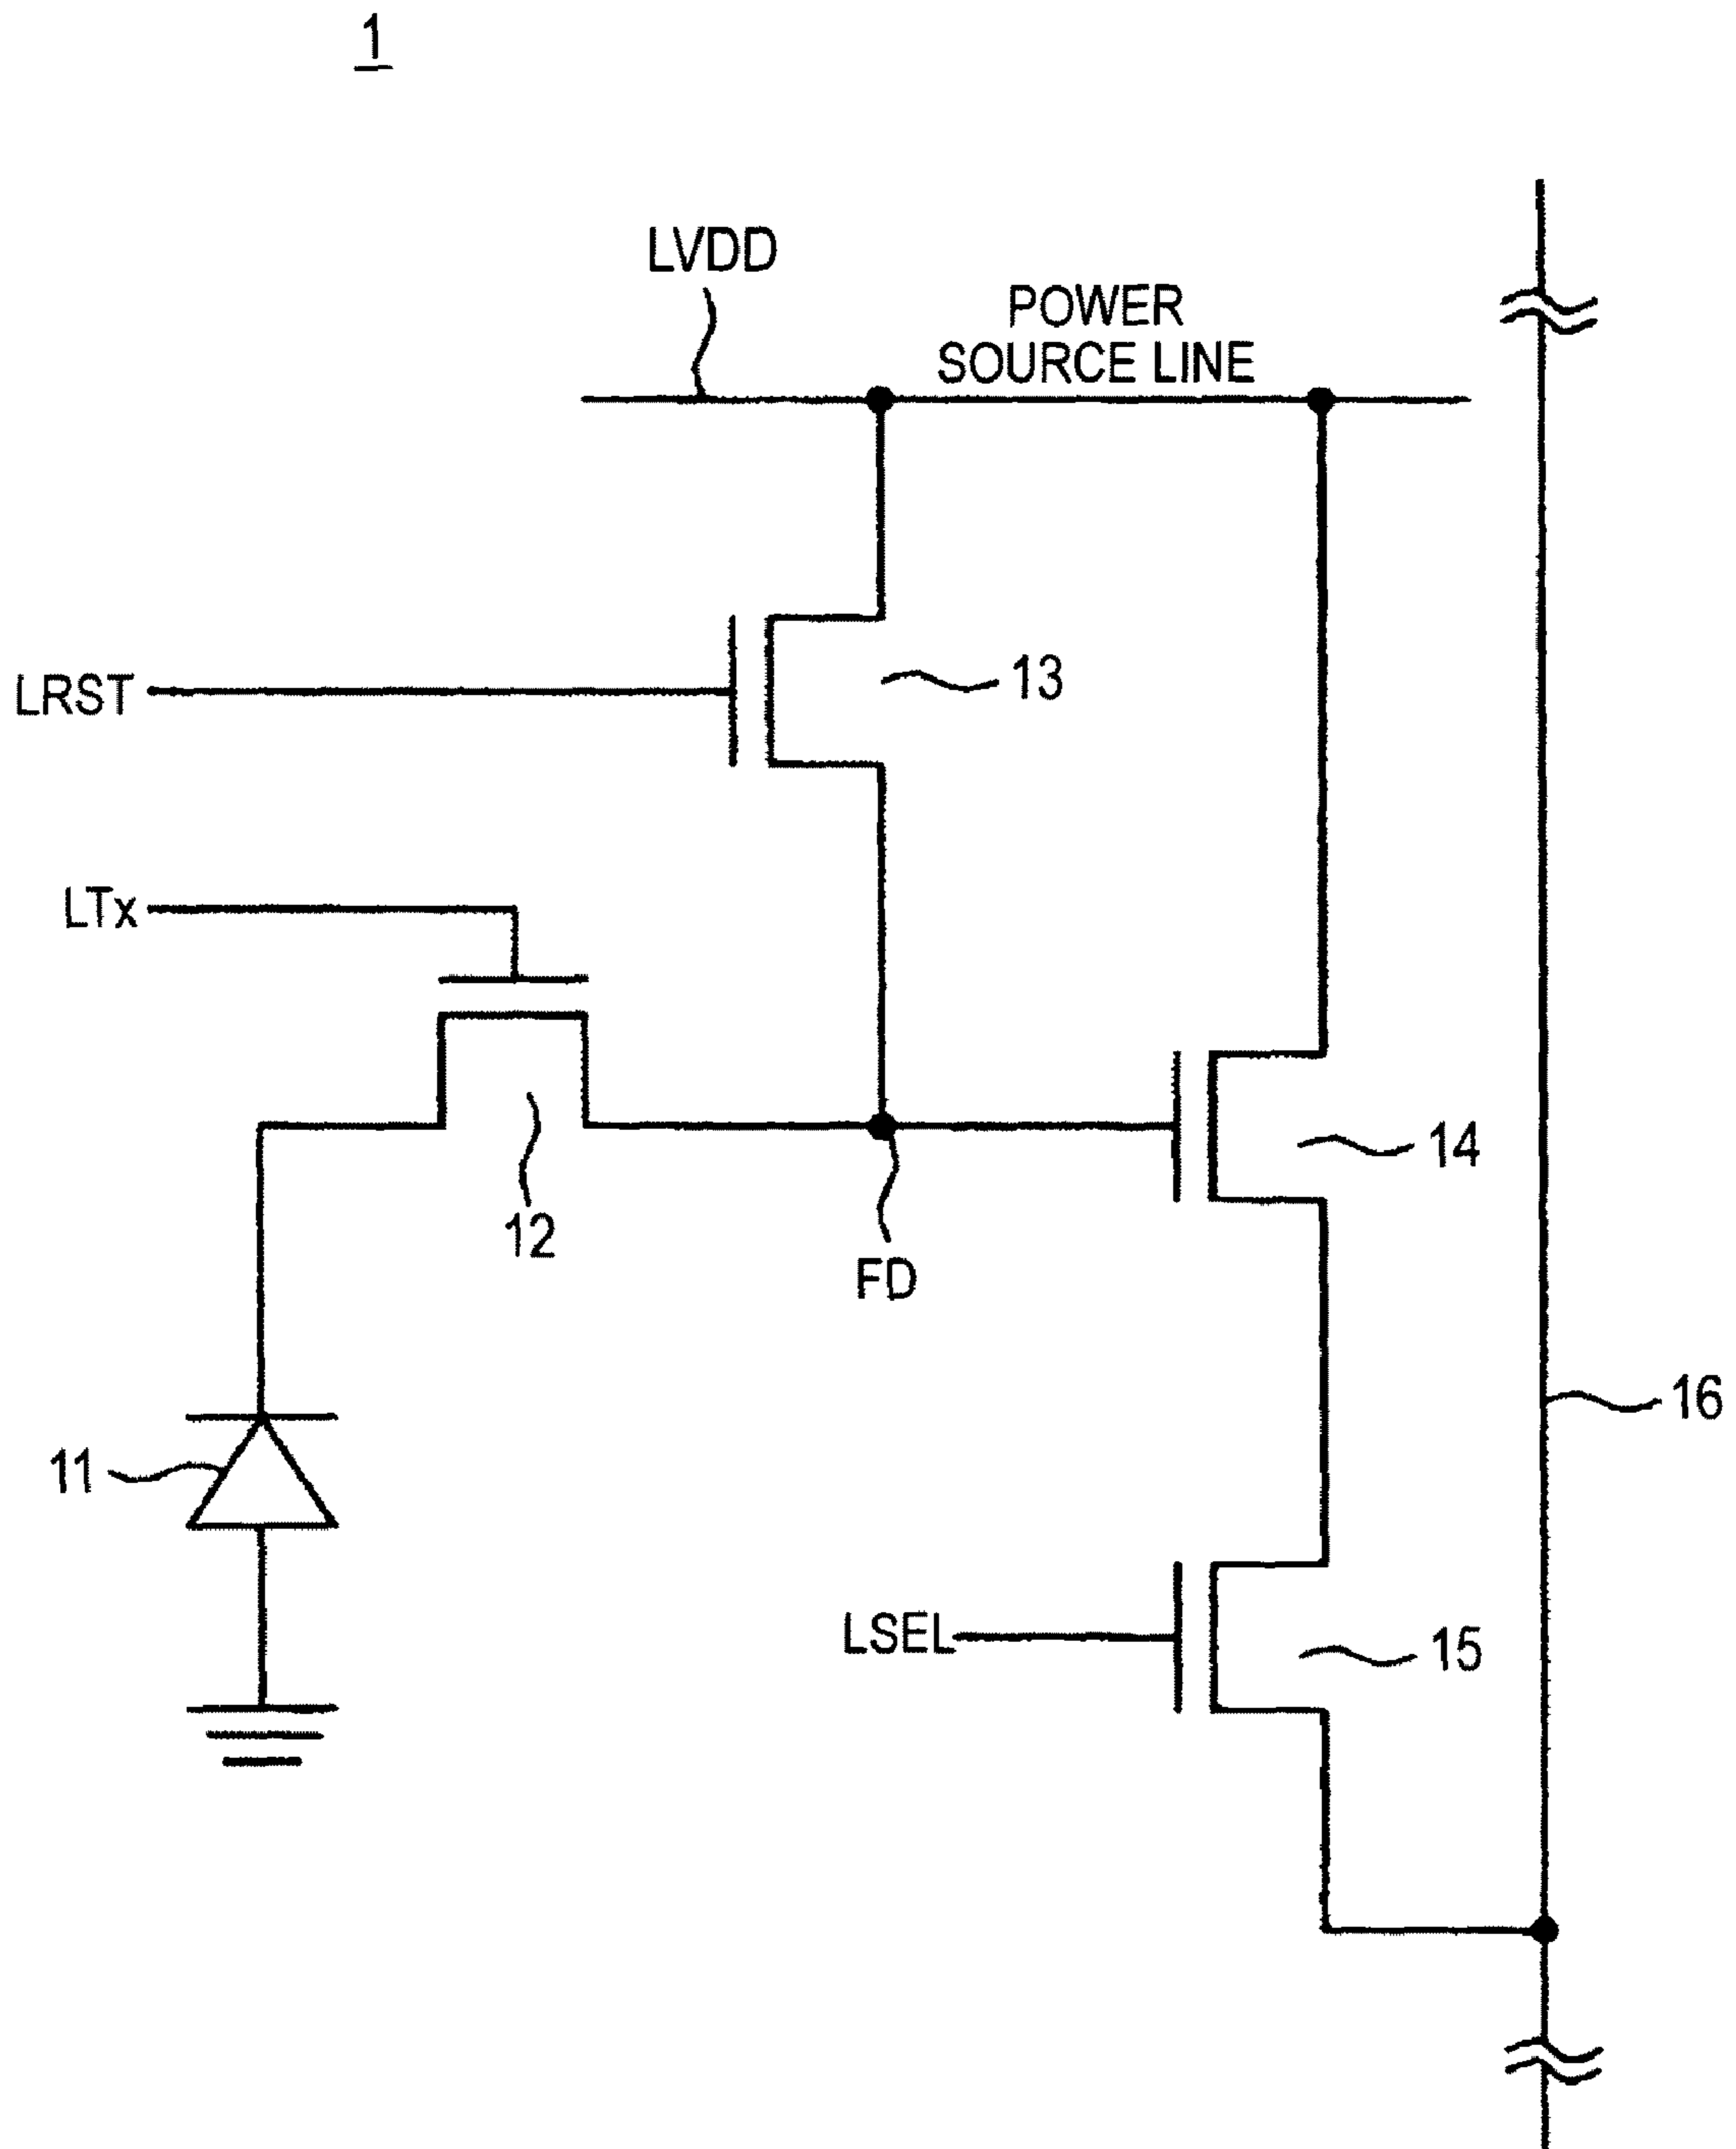 1
LVDD
POWER
SOURCE LINE
LRST
13
LTx
14
12
FD
16
11
LSEL
15